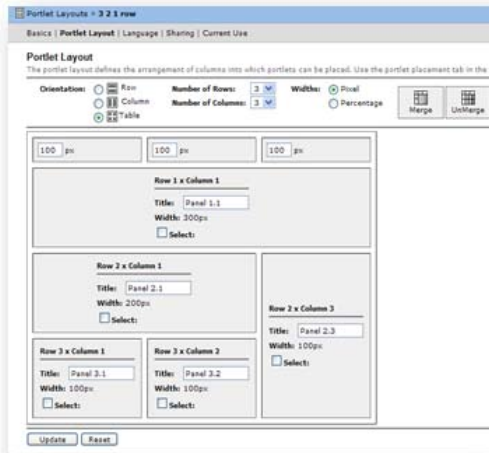 Portlet Layouts > 3 2 1 row
Basics | Portlet Layout | Language | Sharing | Current Use
Portlet Layout
The portlet layout defines the arrangement of columns into which portlets can be placed. Use the portlet placement tab in the
Orientation: Row Number of Rows: 3 Widths: Pixel
Column Number of Columns: 3 Percentage
Table
Merge UnMerge
100 px 100 px 100 px
Row 1 x Column 1
Title: Panel 1.1
Width: 300px
Select:
Row 2 x Column 1
Title: Panel 2.1
Width: 200px
Select:
Row 2 x Column 3
Title: Panel 2.3
Width: 100px
Select:
Row 3 x Column 1
Title: Panel 3.1
Width: 100px
Select:
Row 3 x Column 2
Title: Panel 3.2
Width: 100px
Select:
Update Reset